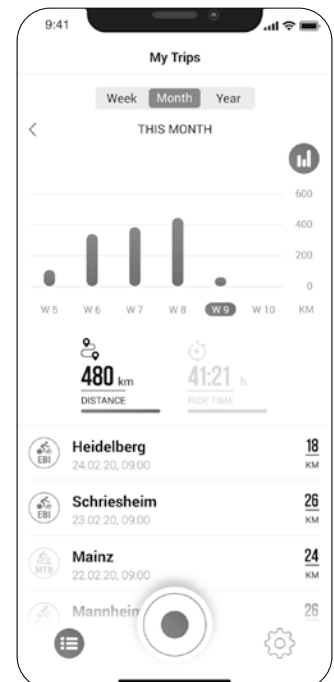 9:41
My Trips
Week Month Year
THIS MONTH
600
400
200
0
W 5 W 6 W 7 W 8 W 9 W 10 KM
480 km 41:21 h
DISTANCE RIDE TIME
EBI Heidelberg 18
24.02.20, 09:00 KM
EBI Schriesheim 26
23.02.20, 09:00 KM
MTB Mainz 24
22.02.20, 09:00 KM
Mannheim 26